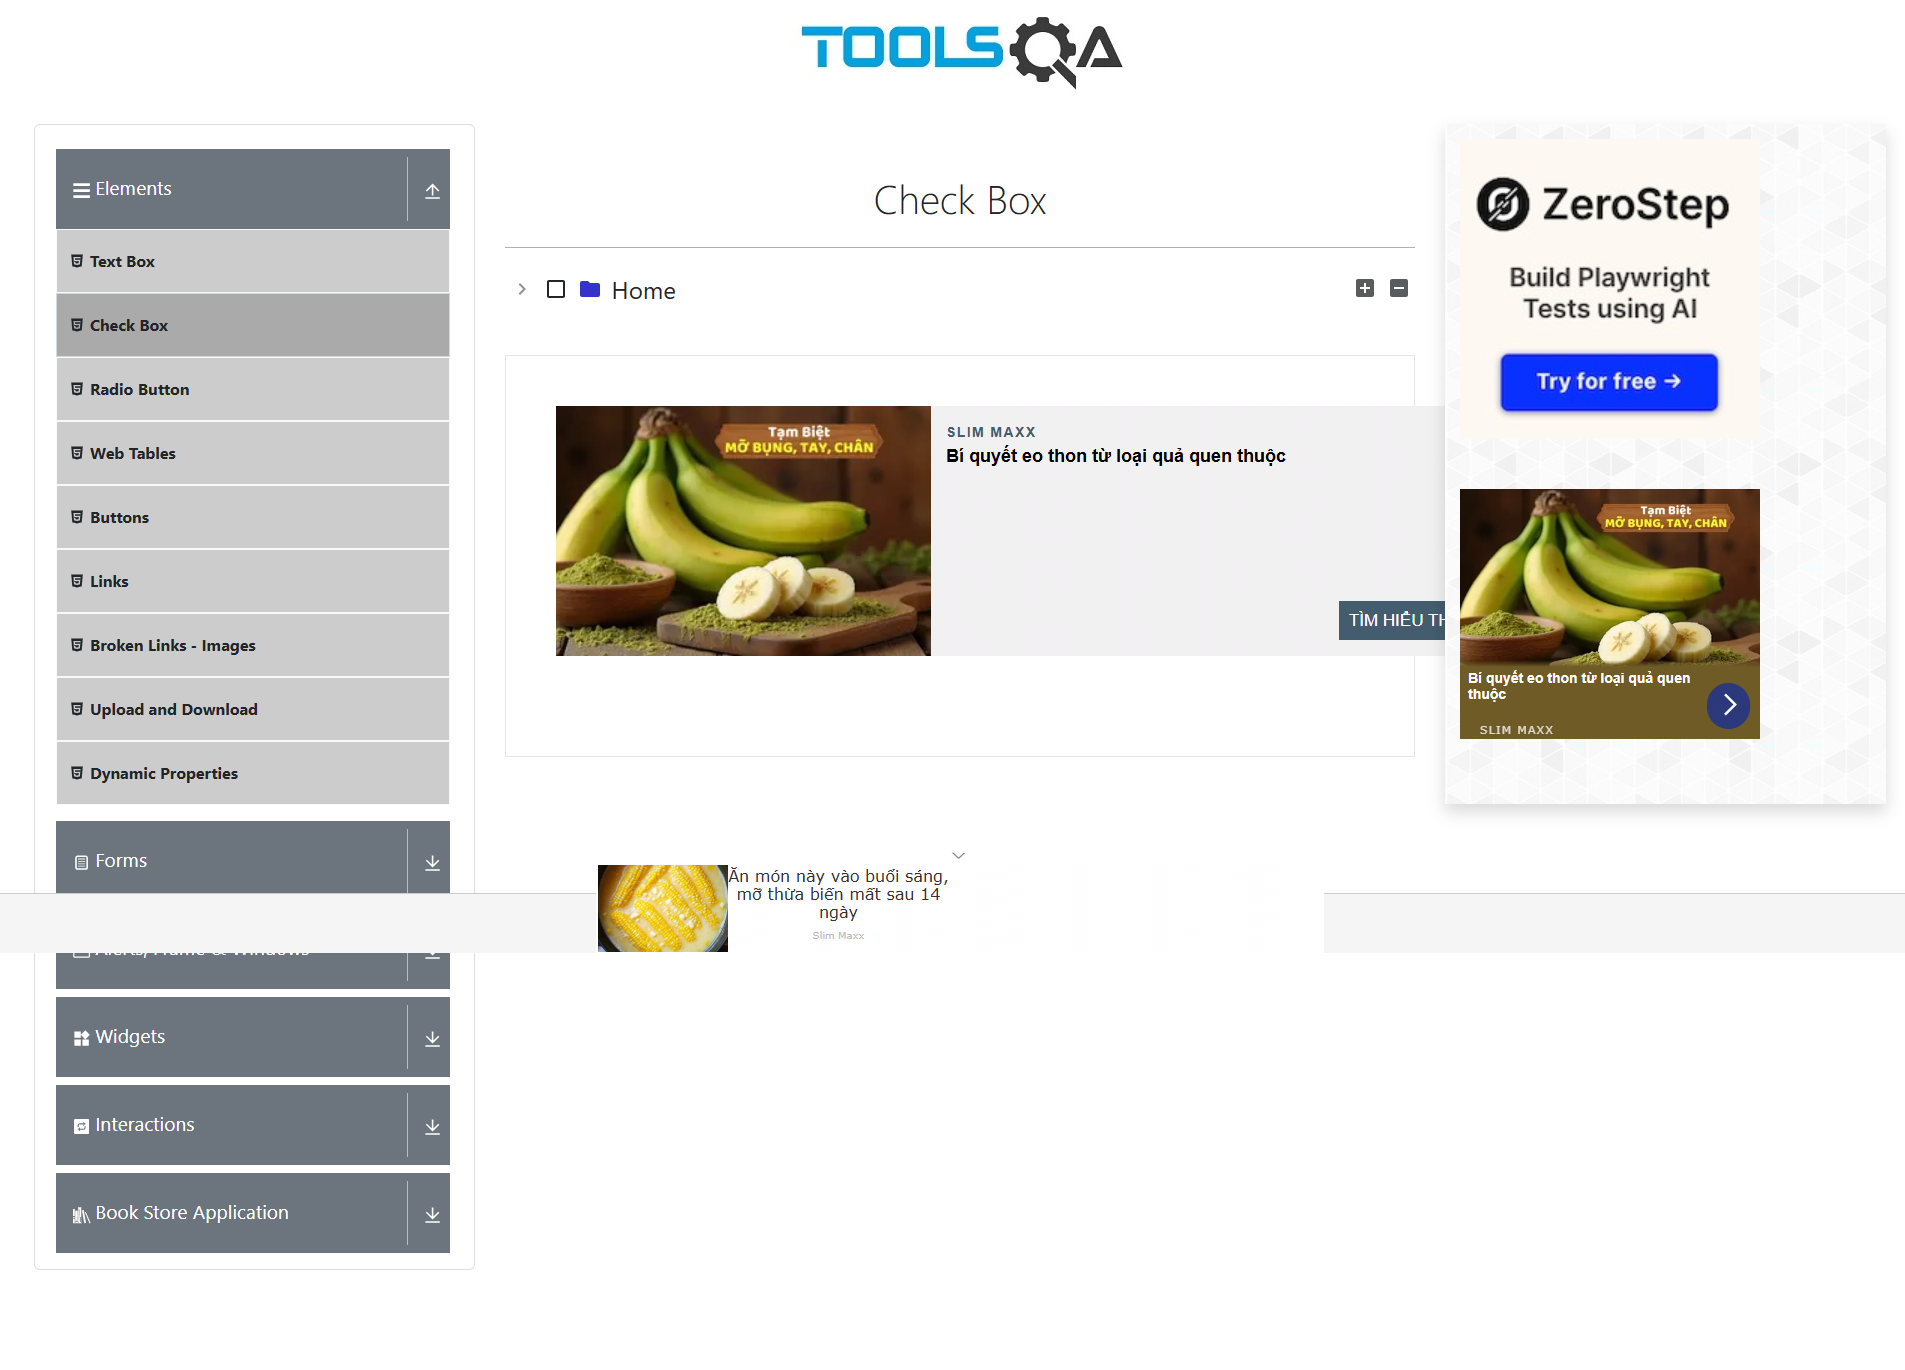 TOOLSQA
Elements
Text Box
Check Box
Radio Button
Web Tables
Buttons
Links
Broken Links - Images
Upload and Download
Dynamic Properties
Forms
Alerts, Frame & Windows
Widgets
Interactions
Book Store Application
Check Box
Home
Tạm Biệt
MỠ BỤNG, TAY, CHÂN
SLIM MAXX
Bí quyết eo thon từ loại quả quen thuộc
TÌM HIỂU TH
Ăn món này vào buổi sáng,
mỡ thừa biến mất sau 14
ngày
Slim Maxx
ZeroStep
Build Playwright
Tests using AI
Try for free →
Tạm Biệt
MỠ BỤNG, TAY, CHÂN
Bí quyết eo thon từ loại quả quen
thuộc
SLIM MAXX